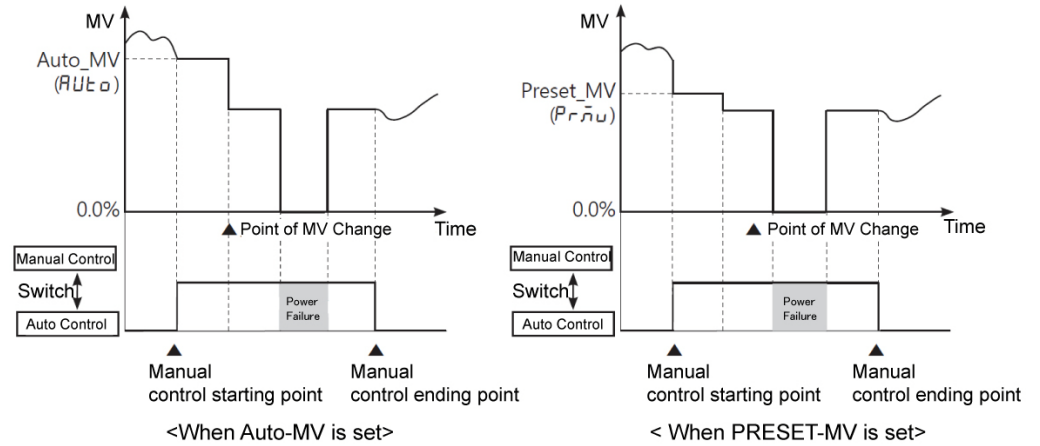 MV
Auto_MV
(AUto)
0.0%
▲ Point of MV Change
Time
Manual Control
Switch
Auto Control
Power
Failure
▲
Manual
control starting point
▲
Manual
control ending point
<When Auto-MV is set>
MV
Preset_MV
0.0%
▲ Point of MV Change
Time
Manual Control
Switch
Auto Control
Power
Failure
▲
Manual
control starting point
▲
Manual
control ending point
< When PRESET-MV is set>